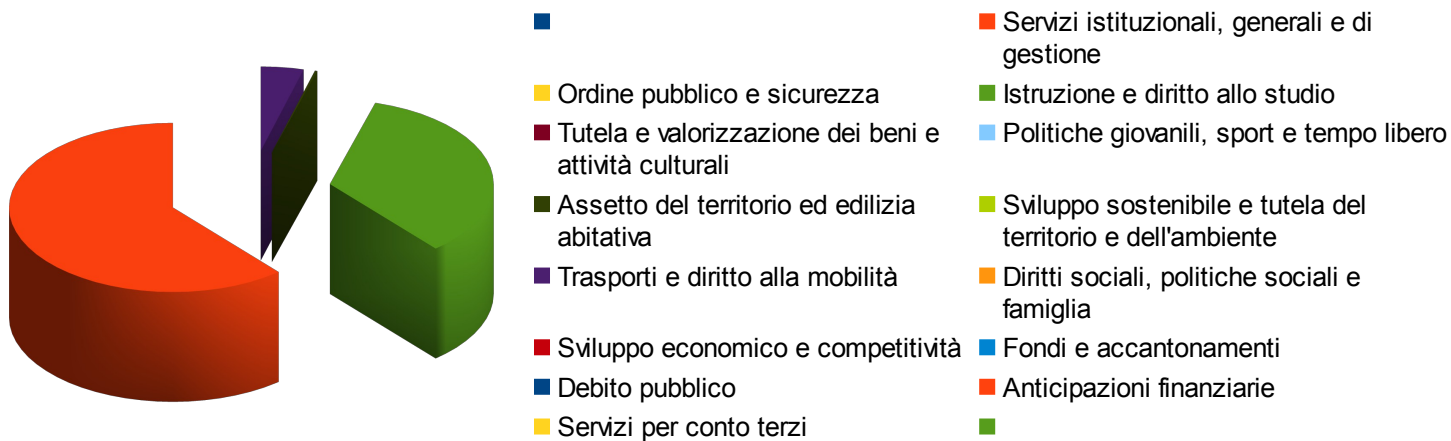 Servizi istituzionali, generali e di
gestione
Ordine pubblico e sicurezza
Istruzione e diritto allo studio
Tutela e valorizzazione dei beni e
attività culturali
Politiche giovanili, sport e tempo libero
Assetto del territorio ed edilizia
abitativa
Sviluppo sostenibile e tutela del
territorio e dell'ambiente
Trasporti e diritto alla mobilità
Diritti sociali, politiche sociali e
famiglia
Sviluppo economico e competitività
Fondi e accantonamenti
Debito pubblico
Anticipazioni finanziarie
Servizi per conto terzi